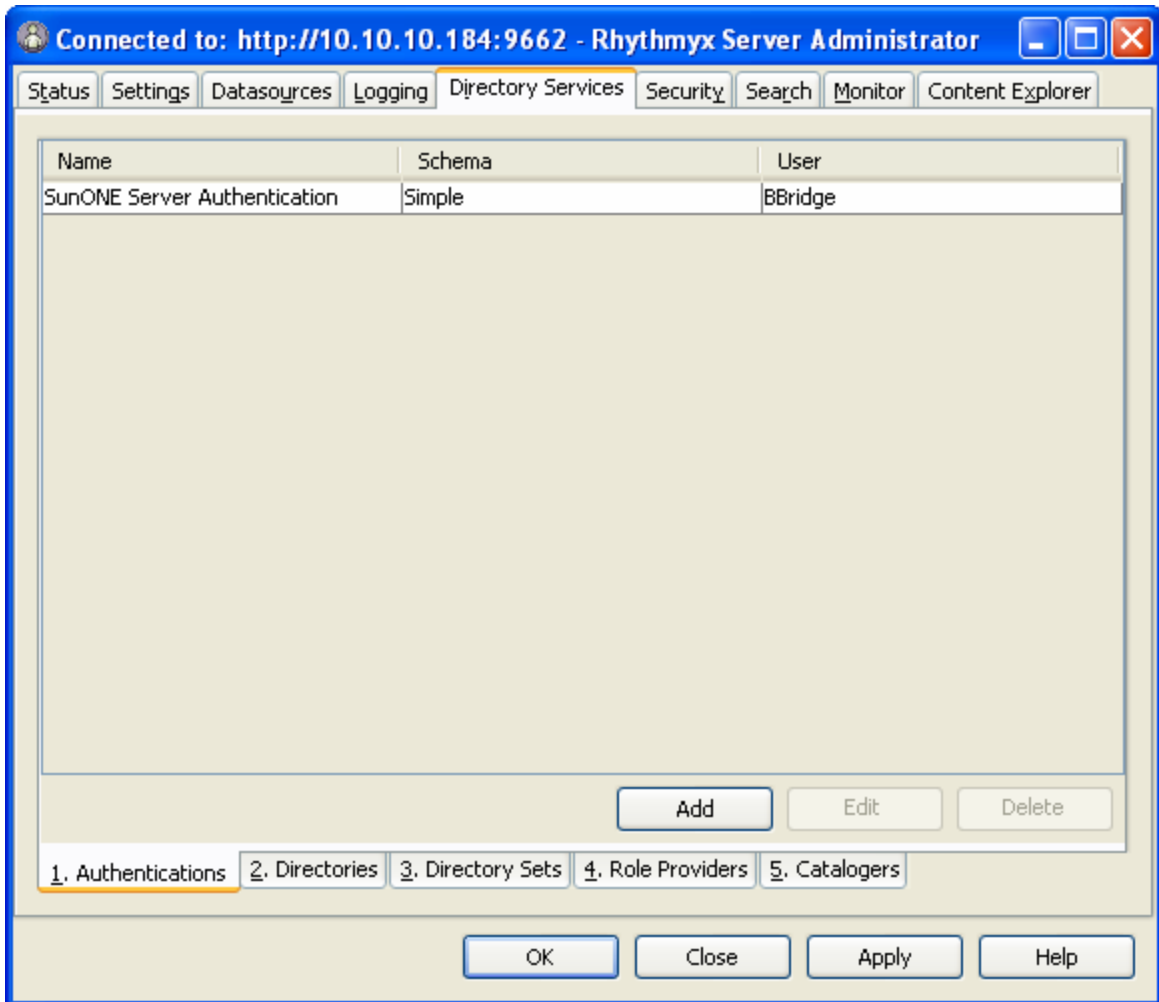 Connected to: http://10.10.10.184:9662 - Rhythmyx Server Administrator
Status Settings Datasources Logging Directory Services Security Search Monitor Content Explorer
Name Schema User
SunONE Server Authentication Simple BBridge
Add Edit Delete
1. Authentications 2. Directories 3. Directory Sets 4. Role Providers 5. Catalogers
OK Close Apply Help